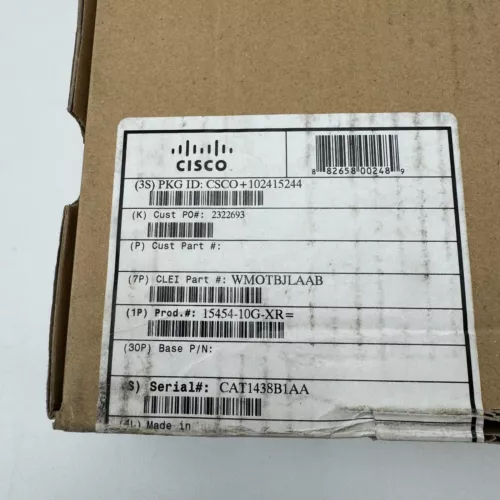 CISCO
8 82658 00248 9
(3S) PKG ID: CSCO+102415244
(K) Cust PO#: 2322693
(P) Cust Part #:
(7P) CLEI Part #: WMOTBJLAAB
(1P) Prod.#: 15454-10G-XR=
(30P) Base P/N:
S) Serial#: CAT1438B1AA
(4L) Made in